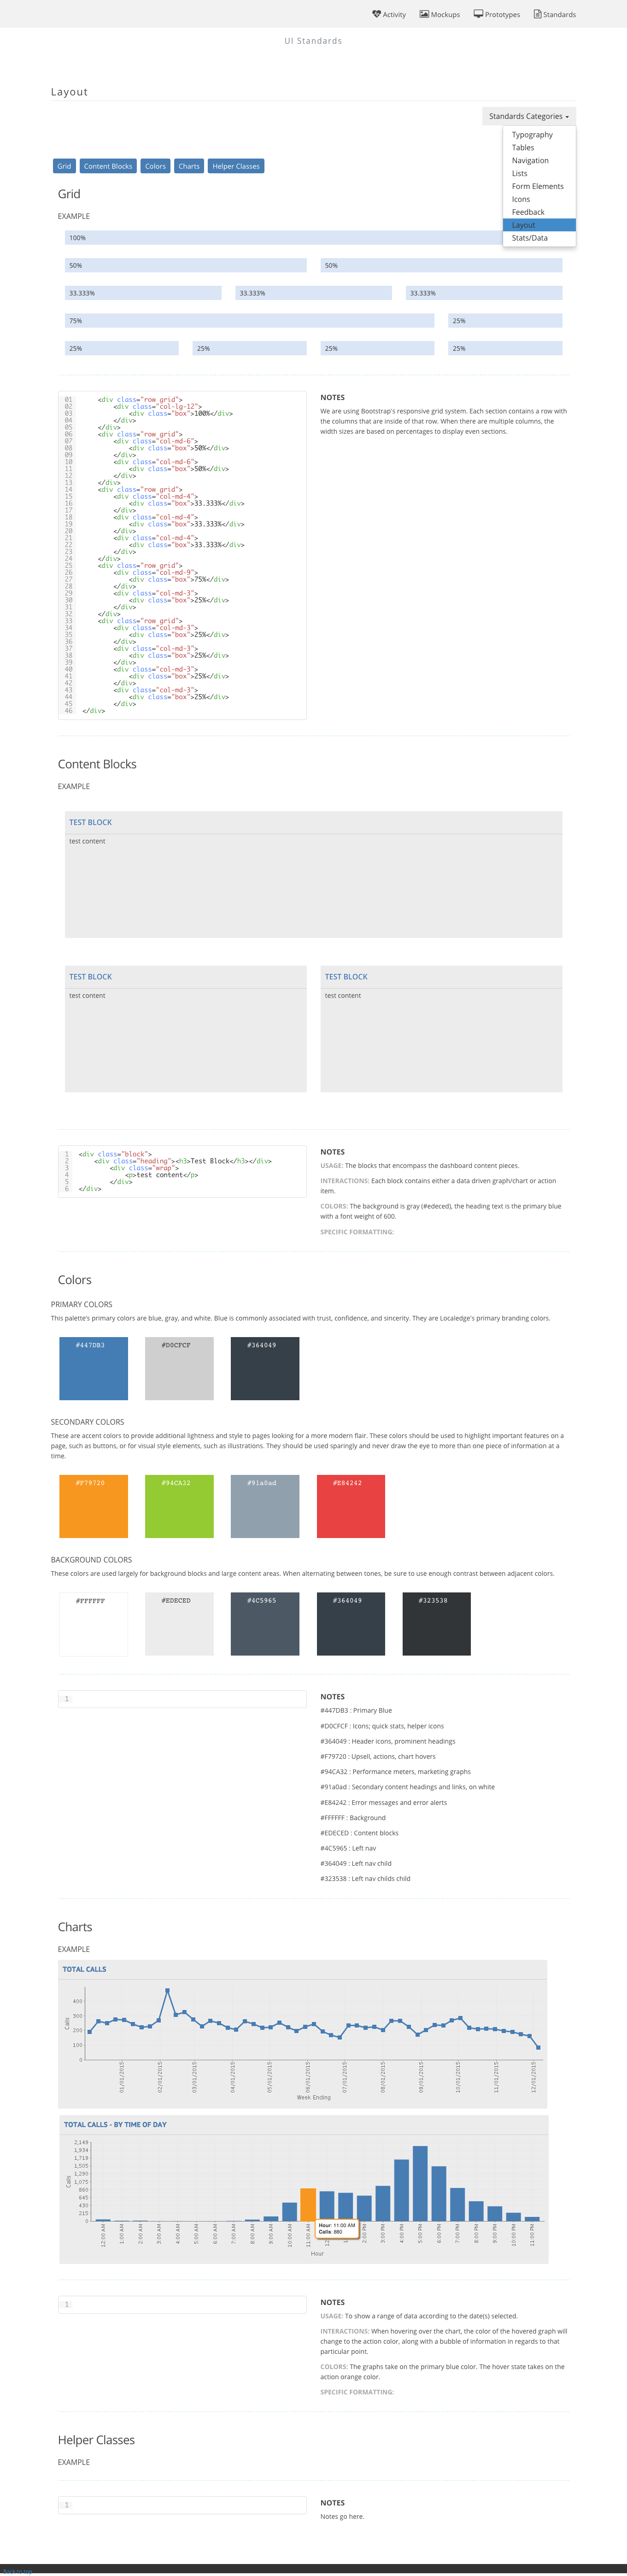 Activity Mockups Prototypes Standards
UI Standards
Layout
Standards Categories
Typography
Tables
Navigation
Lists
Form Elements
Icons
Feedback
Layout
Stats/Data
Grid Content Blocks Colors Charts Helper Classes
Grid
EXAMPLE
100%
50% 50%
33.333% 33.333% 33.333%
75% 25%
25% 25% 25% 25%
01 <div class="row grid">
02 <div class="col-lg-12">
03 <div class="box">100%</div>
04 </div>
05 </div>
06 <div class="row grid">
07 <div class="col-md-6">
08 <div class="box">50%</div>
09 </div>
10 <div class="col-md-6">
11 <div class="box">50%</div>
12 </div>
13 </div>
14 <div class="row grid">
15 <div class="col-md-4">
16 <div class="box">33.333%</div>
17 </div>
18 <div class="col-md-4">
19 <div class="box">33.333%</div>
20 </div>
21 <div class="col-md-4">
22 <div class="box">33.333%</div>
23 </div>
24 </div>
25 <div class="row grid">
26 <div class="col-md-9">
27 <div class="box">75%</div>
28 </div>
29 <div class="col-md-3">
30 <div class="box">25%</div>
31 </div>
32 </div>
33 <div class="row grid">
34 <div class="col-md-3">
35 <div class="box">25%</div>
36 </div>
37 <div class="col-md-3">
38 <div class="box">25%</div>
39 </div>
40 <div class="col-md-3">
41 <div class="box">25%</div>
42 </div>
43 <div class="col-md-3">
44 <div class="box">25%</div>
45 </div>
46 </div>
NOTES
We are using Bootstrap's responsive grid system. Each section contains a row with
the columns that are inside of that row. When there are multiple columns, the
width sizes are based on percentages to display even sections.
Content Blocks
EXAMPLE
TEST BLOCK
test content
TEST BLOCK TEST BLOCK
test content test content
1 <div class="block">
2 <div class="heading"><h3>Test Block</h3></div>
3 <div class="wrap">
4 <p>test content</p>
5 </div>
6 </div>
NOTES
USAGE: The blocks that encompass the dashboard content pieces.
INTERACTIONS: Each block contains either a data driven graph/chart or action
item.
COLORS: The background is gray (#edeced), the heading text is the primary blue
with a font weight of 600.
SPECIFIC FORMATTING:
Colors
PRIMARY COLORS
This palette's primary colors are blue, gray, and white. Blue is commonly associated with trust, confidence, and sincerity. They are Localedge's primary branding colors.
#447DB3 #D0CFCF #364049
SECONDARY COLORS
These are accent colors to provide additional lightness and style to pages looking for a more modern flair. These colors should be used to highlight important features on a
page, such as buttons, or for visual style elements, such as illustrations. They should be used sparingly and never draw the eye to more than one piece of information at a
time.
#F79720 #94CA32 #91a0ad #E84242
BACKGROUND COLORS
These colors are used largely for background blocks and large content areas. When alternating between tones, be sure to use enough contrast between adjacent colors.
#FFFFFF #EDECED #4C5965 #364049 #323538
1
NOTES
#447DB3 : Primary Blue
#D0CFCF : Icons; quick stats, helper icons
#364049 : Header icons, prominent headings
#F79720 : Upsell, actions, chart hovers
#94CA32 : Performance meters, marketing graphs
#91a0ad : Secondary content headings and links, on white
#E84242 : Error messages and error alerts
#FFFFFF : Background
#EDECED : Content blocks
#4C5965 : Left nav
#364049 : Left nav child
#323538 : Left nav childs child
Charts
EXAMPLE
TOTAL CALLS
400
300
200
100
0
Calls
01/01/2015 02/01/2015 03/01/2015 04/01/2015 05/01/2015 06/01/2015 07/01/2015 08/01/2015 09/01/2015 10/01/2015 11/01/2015 12/01/2015
Week Ending
TOTAL CALLS - BY TIME OF DAY
2,149
1,934
1,719
1,505
1,290
1,075
860
645
430
215
0
Calls
Hour: 11:00 AM
Calls: 880
12:00 AM 1:00 AM 2:00 AM 3:00 AM 4:00 AM 5:00 AM 6:00 AM 7:00 AM 8:00 AM 9:00 AM 10:00 AM 11:00 AM 2:00 PM 3:00 PM 4:00 PM 5:00 PM 6:00 PM 7:00 PM 8:00 PM 9:00 PM 10:00 PM 11:00 PM
Hour
1
NOTES
USAGE: To show a range of data according to the date(s) selected.
INTERACTIONS: When hovering over the chart, the color of the hovered graph will
change to the action color, along with a bubble of information in regards to that
particular point.
COLORS: The graphs take on the primary blue color. The hover state takes on the
action orange color.
SPECIFIC FORMATTING:
Helper Classes
EXAMPLE
1
NOTES
Notes go here.
Back to top